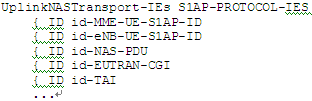 UplinkNASTransport-IEs S1AP-PROTOCOL-IES
{ ID id-MME-UE-S1AP-ID
{ ID id-eNB-UE-S1AP-ID
{ ID id-NAS-PDU
{ ID id-EUTRAN-CGI
{ ID id-TAI
...↵